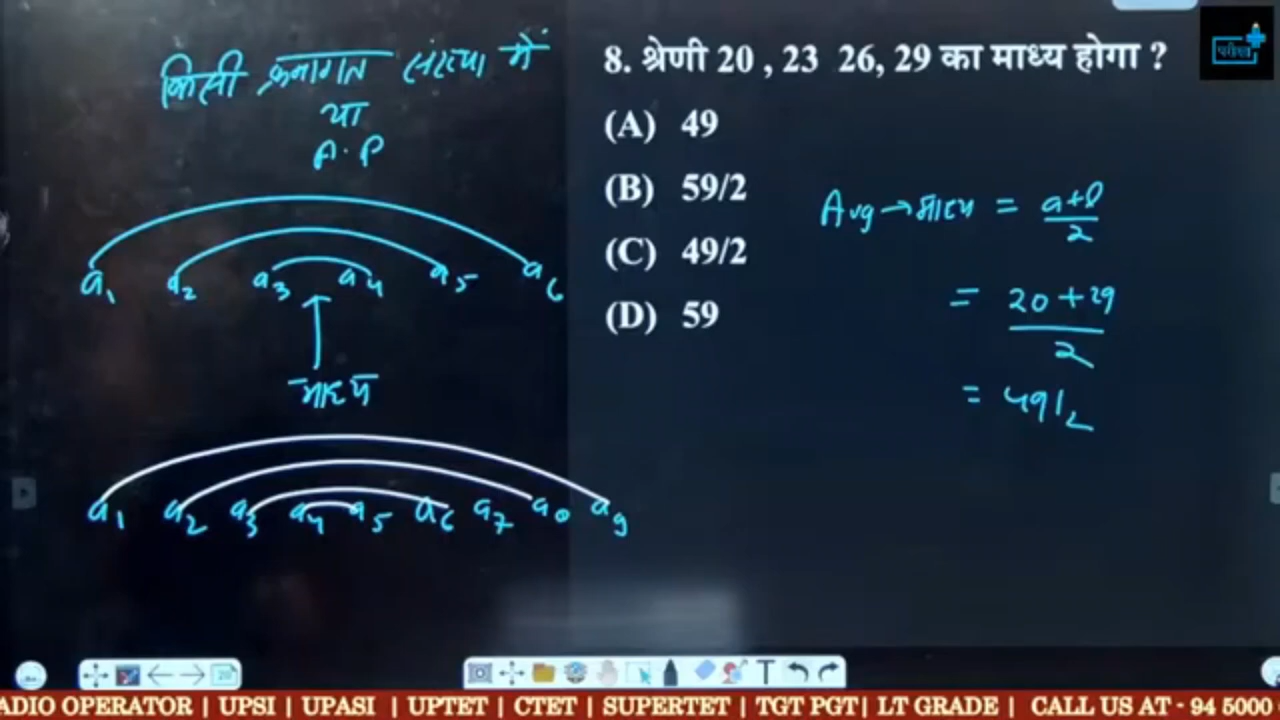 किसी क्रमागत संख्या में
या
A.P
a1 a2 a3 a4 a5 a6
माध्य
a1 a2 a3 a4 a5 a6 a7 a8 a9
परीक्षा
8. श्रेणी 20 , 23 26, 29 का माध्य होगा ?
(A) 49
(B) 59/2
(C) 49/2
(D) 59
Avg → माध्य = a+l/2
= 20+29/2
= 49/2
ADIO OPERATOR | UPSI | UPASI | UPTET | CTET | SUPERTET | TGT PGT| LT GRADE | CALL US AT - 94 5000